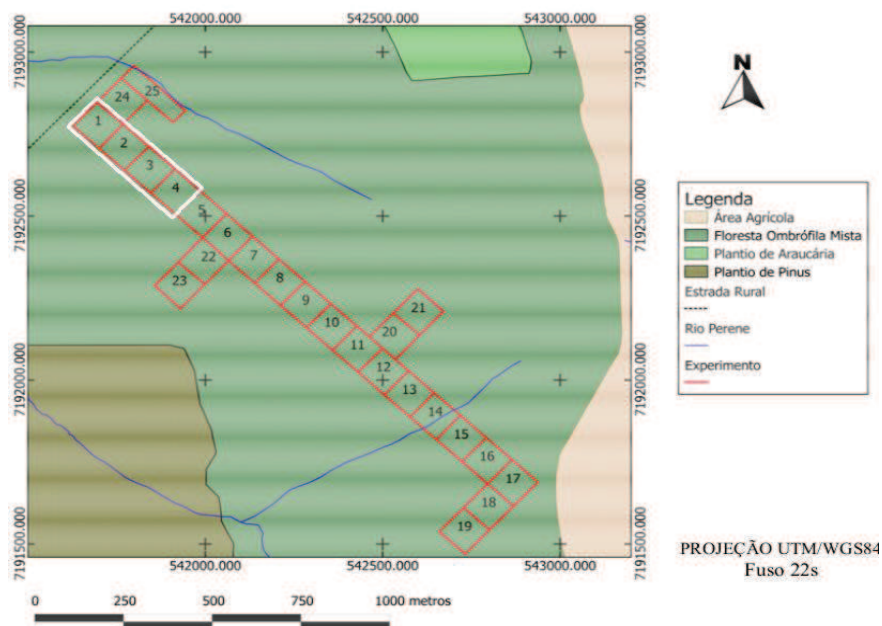 542000.000 542500.000 543000.000
7193000.000 7193000.000
7192500.000 7192500.000
7192000.000 7192000.000
7191500.000 7191500.000
24 25
1
2
3
4
5
6
7
22
8
23
9
21
10
20
11
12
13
14
15
16
17
18
19
542000.000 542500.000 543000.000
N
Legenda
Área Agrícola
Floresta Ombrófila Mista
Plantio de Araucária
Plantio de Pinus
Estrada Rural
Rio Perene
Experimento
PROJEÇÃO UTM/WGS84
Fuso 22s
0 250 500 750 1000 metros